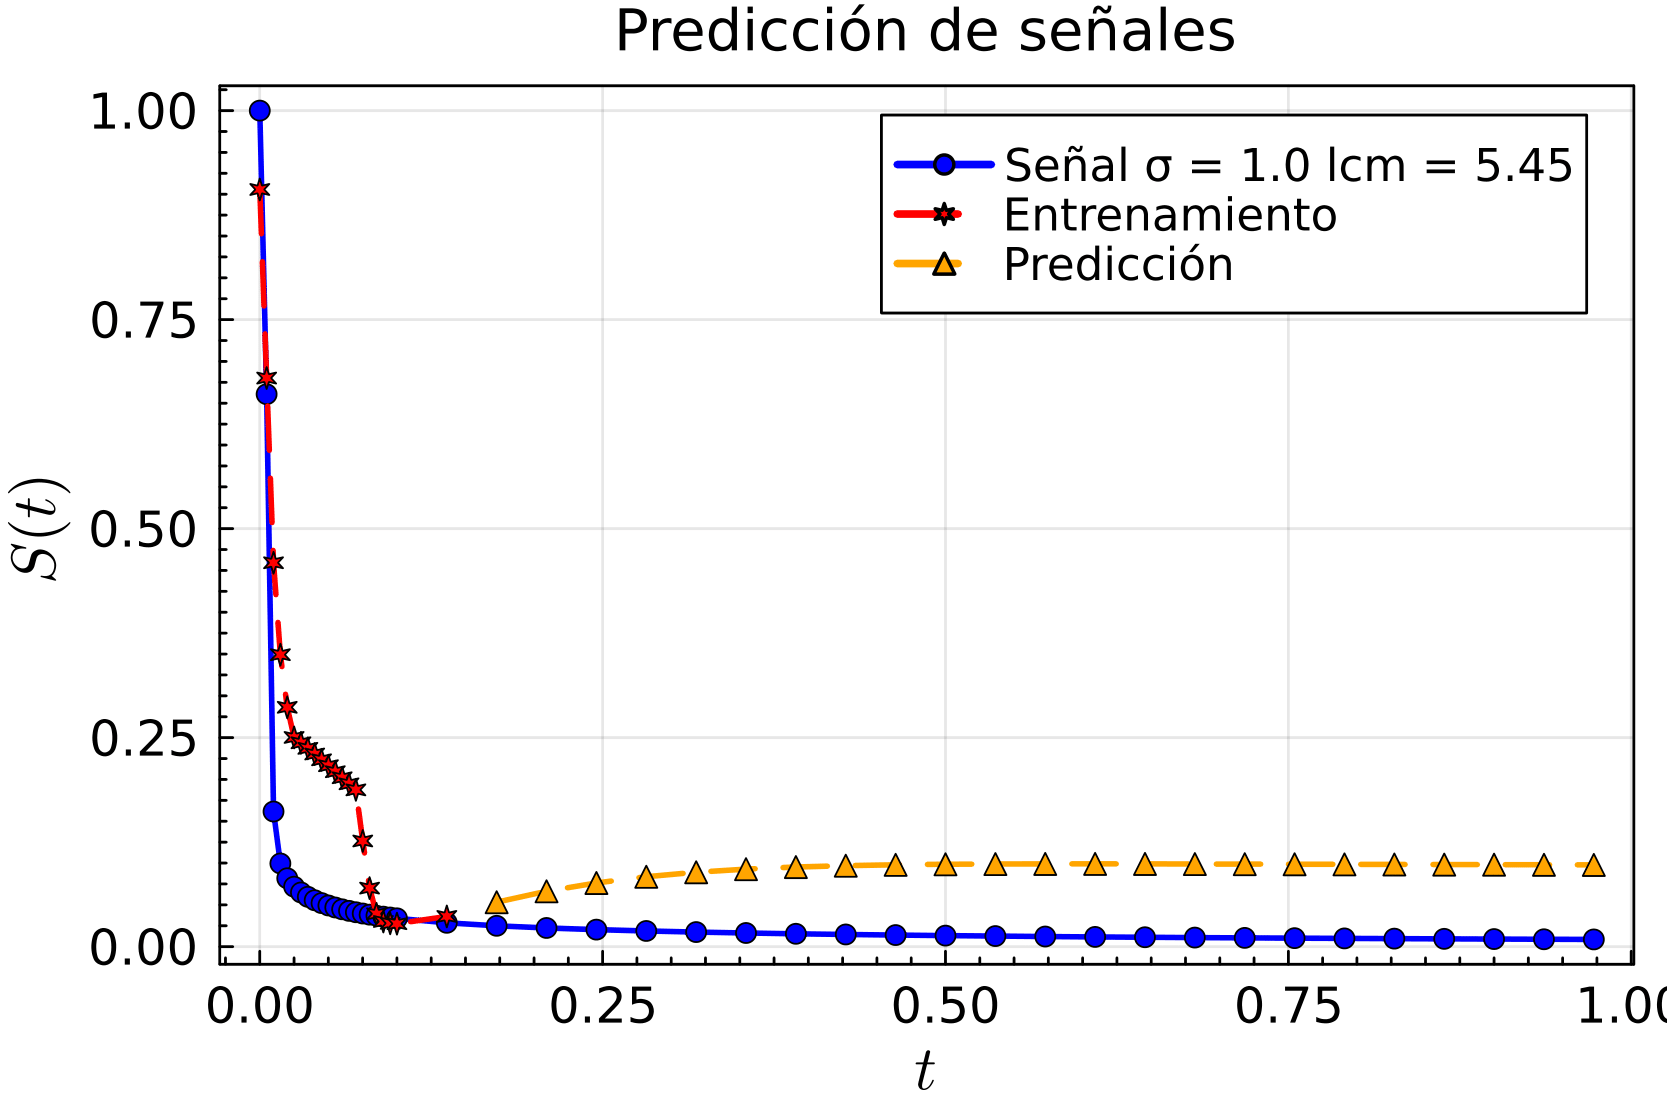 Predicción de señales
S(t)
1.00
0.75
0.50
0.25
0.00
Señal σ = 1.0 lcm = 5.45
Entrenamiento
Predicción
0.00 0.25 0.50 0.75 1.00
t